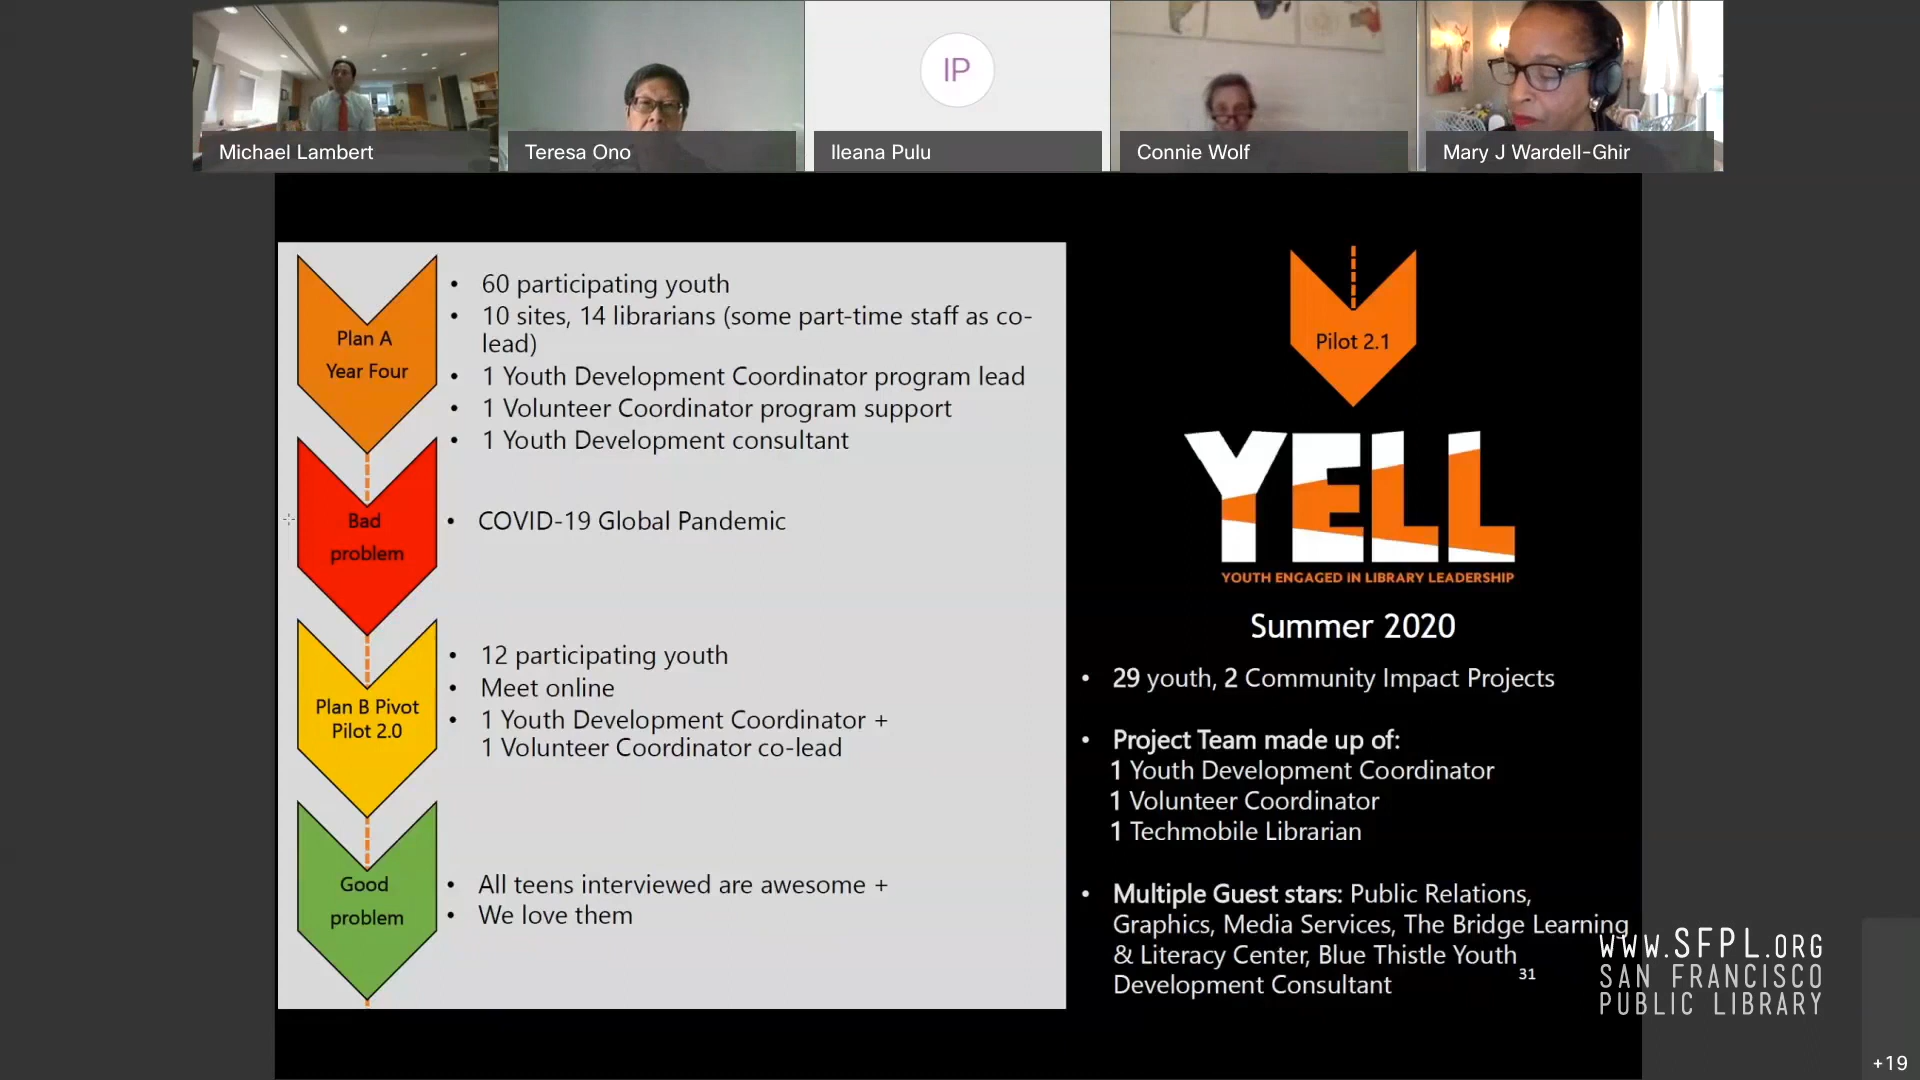 Michael Lambert
Teresa Ono
IP
Ileana Pulu
Connie Wolf
Mary J Wardell-Ghir
Plan A
Year Four
• 60 participating youth
• 10 sites, 14 librarians (some part-time staff as co-
lead)
• 1 Youth Development Coordinator program lead
• 1 Volunteer Coordinator program support
• 1 Youth Development consultant
Bad
problem
• COVID-19 Global Pandemic
Plan B Pivot
Pilot 2.0
• 12 participating youth
• Meet online
• 1 Youth Development Coordinator +
1 Volunteer Coordinator co-lead
Good
problem
• All teens interviewed are awesome +
• We love them
Pilot 2.1
YELL
YOUTH ENGAGED IN LIBRARY LEADERSHIP
Summer 2020
• 29 youth, 2 Community Impact Projects
• Project Team made up of:
1 Youth Development Coordinator
1 Volunteer Coordinator
1 Techmobile Librarian
• Multiple Guest stars: Public Relations,
Graphics, Media Services, The Bridge Learning
& Literacy Center, Blue Thistle Youth
Development Consultant
31
WWW.SFPL.ORG
SAN FRANCISCO
PUBLIC LIBRARY
+19